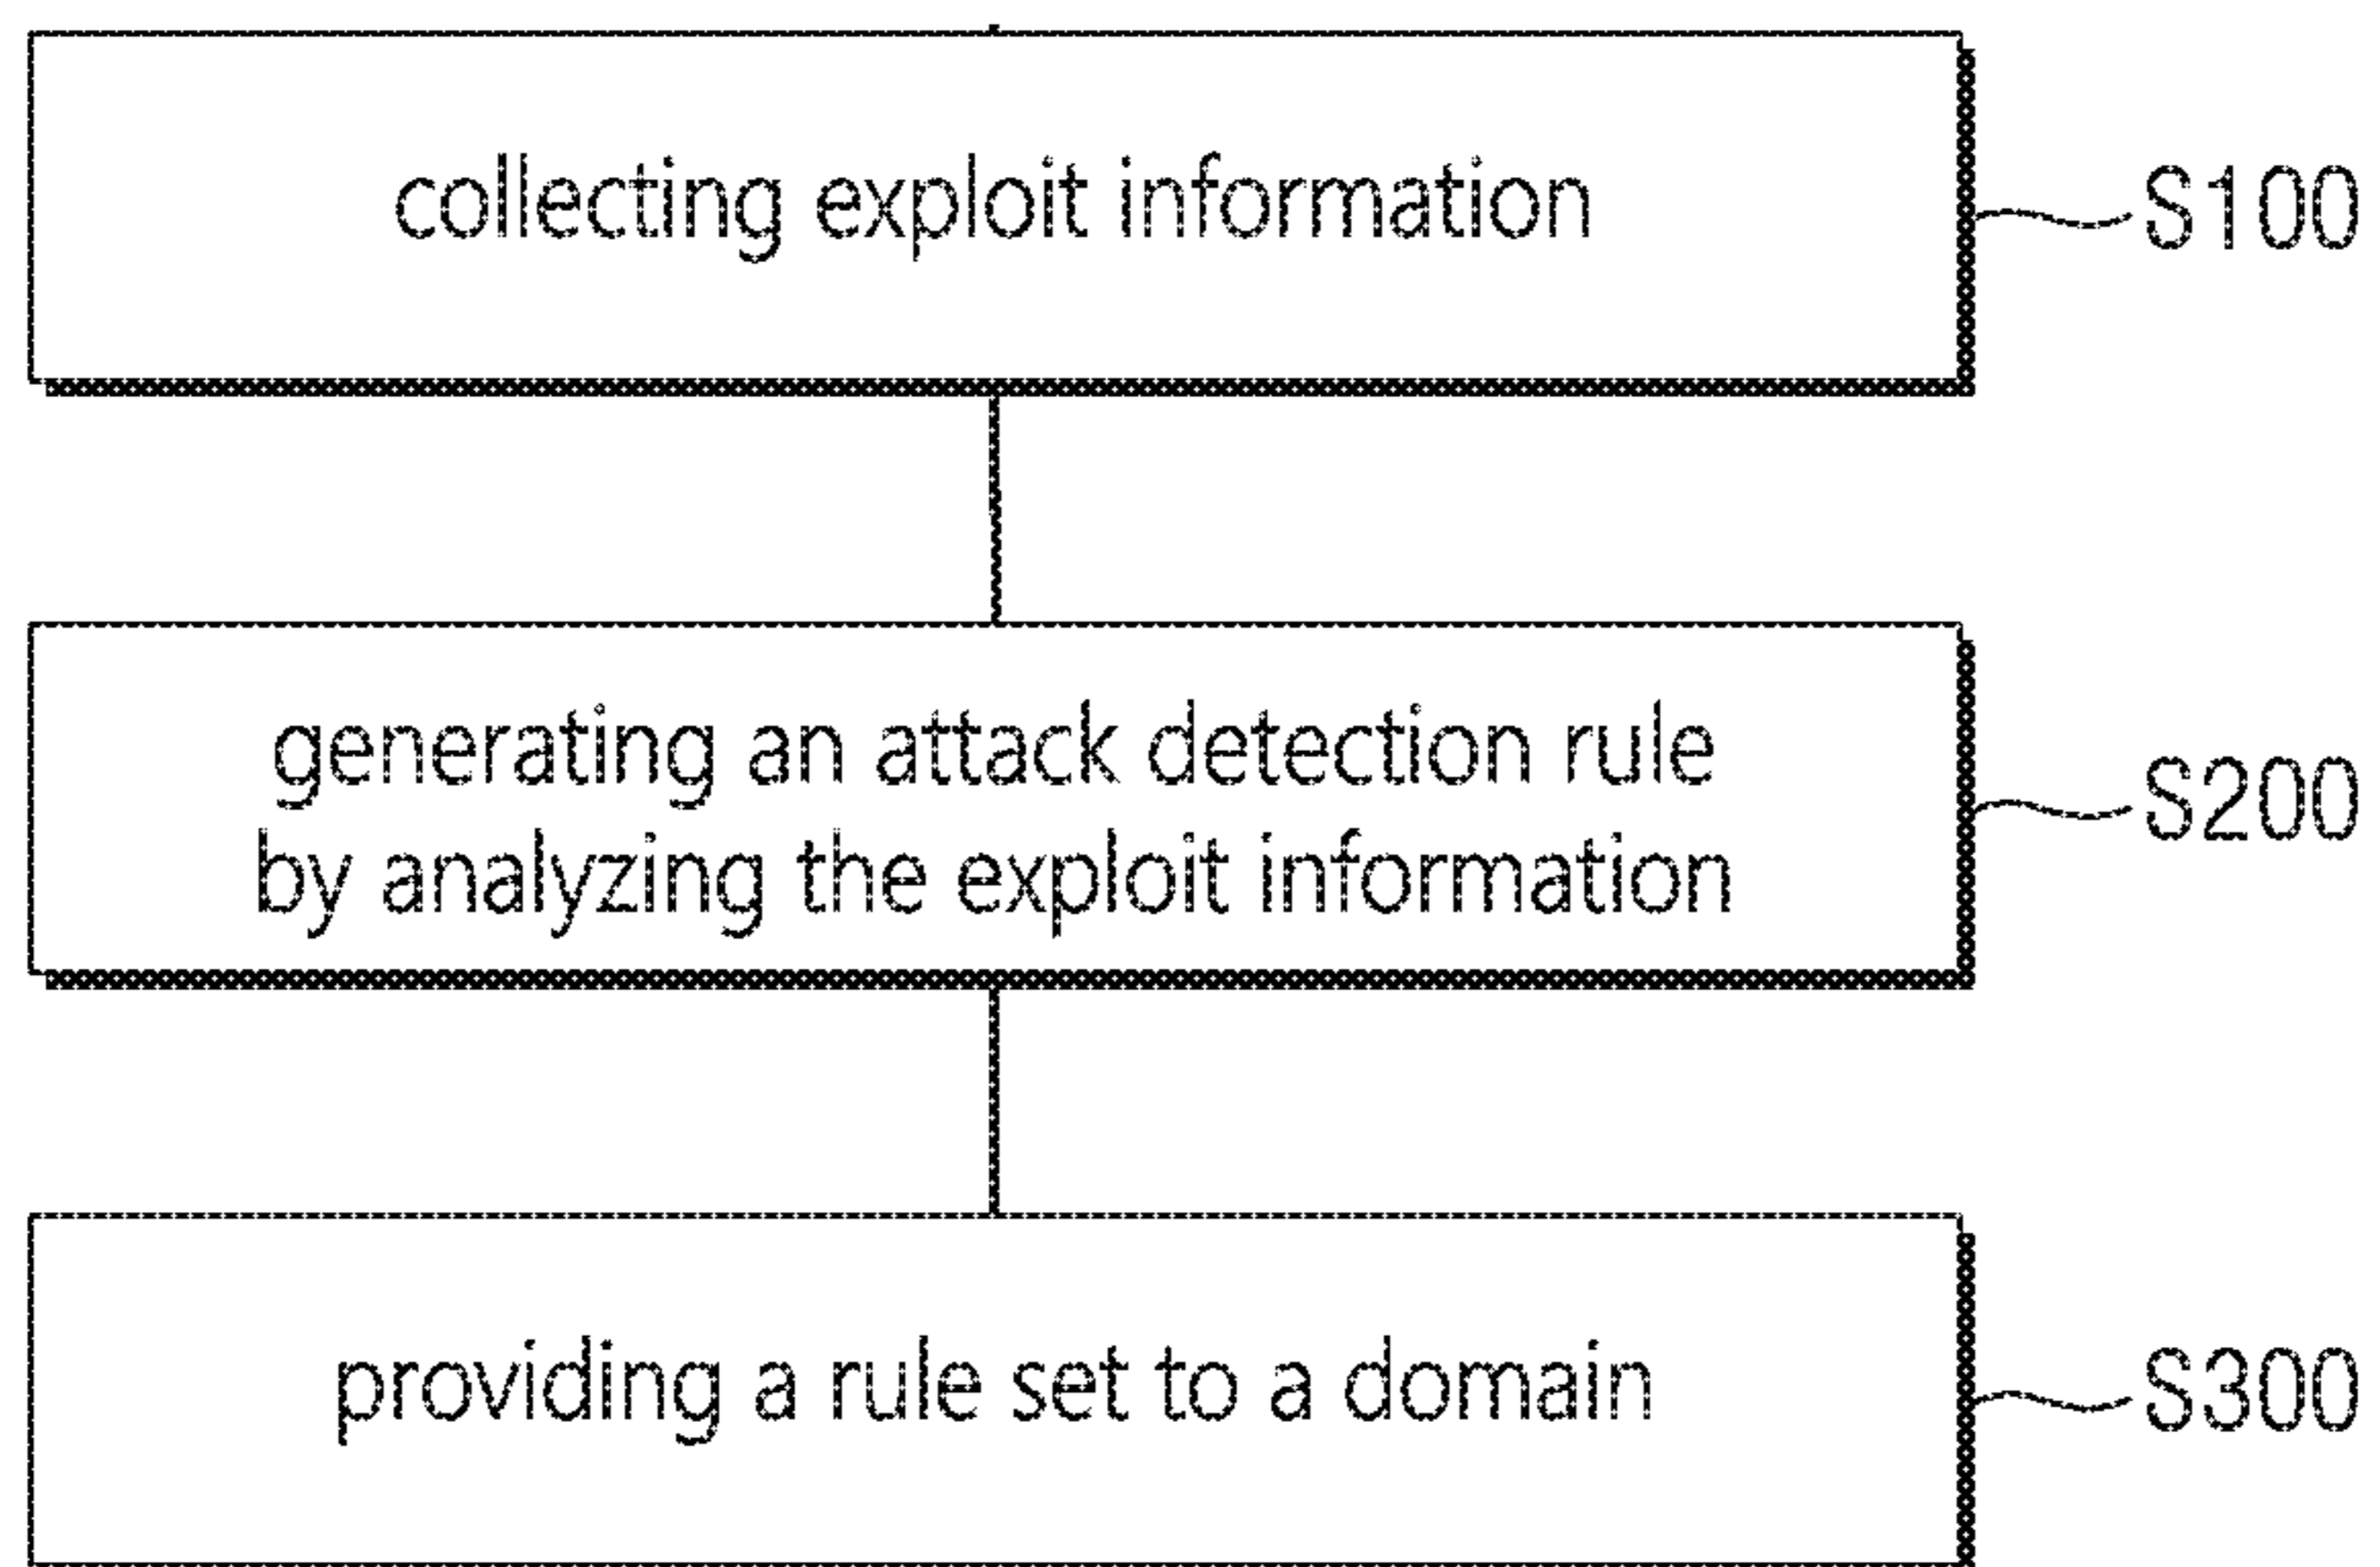 collecting exploit information
S100
generating an attack detection rule
by analyzing the exploit information
S200
providing a rule set to a domain
S300